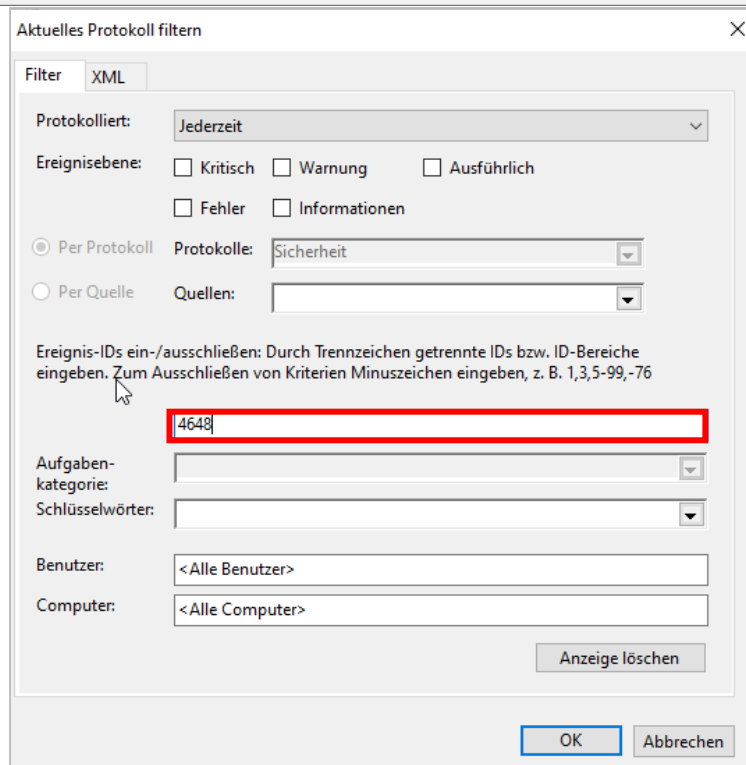 Aktuelles Protokoll filtern
Filter XML
Protokolliert: Jederzeit
Ereignisebene: Kritisch Warnung Ausführlich
Fehler Informationen
Per Protokoll Protokolle: Sicherheit
Per Quelle Quellen:
Ereignis-IDs ein-/ausschließen: Durch Trennzeichen getrennte IDs bzw. ID-Bereiche
eingeben. Zum Ausschließen von Kriterien Minuszeichen eingeben, z. B. 1,3,5-99,-76
4648
Aufgaben-
kategorie:
Schlüsselwörter:
Benutzer: <Alle Benutzer>
Computer: <Alle Computer>
Anzeige löschen
OK Abbrechen